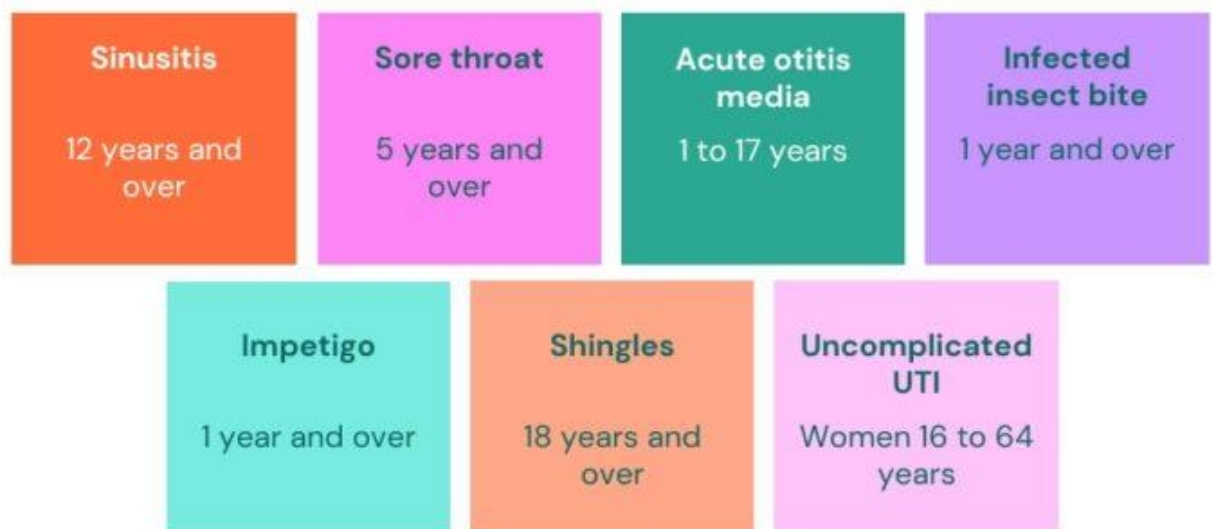 Sinusitis
12 years and
over
Sore throat
5 years and
over
Acute otitis
media
1 to 17 years
Infected
insect bite
1 year and over
Impetigo
1 year and over
Shingles
18 years and
over
Uncomplicated
UTI
Women 16 to 64
years